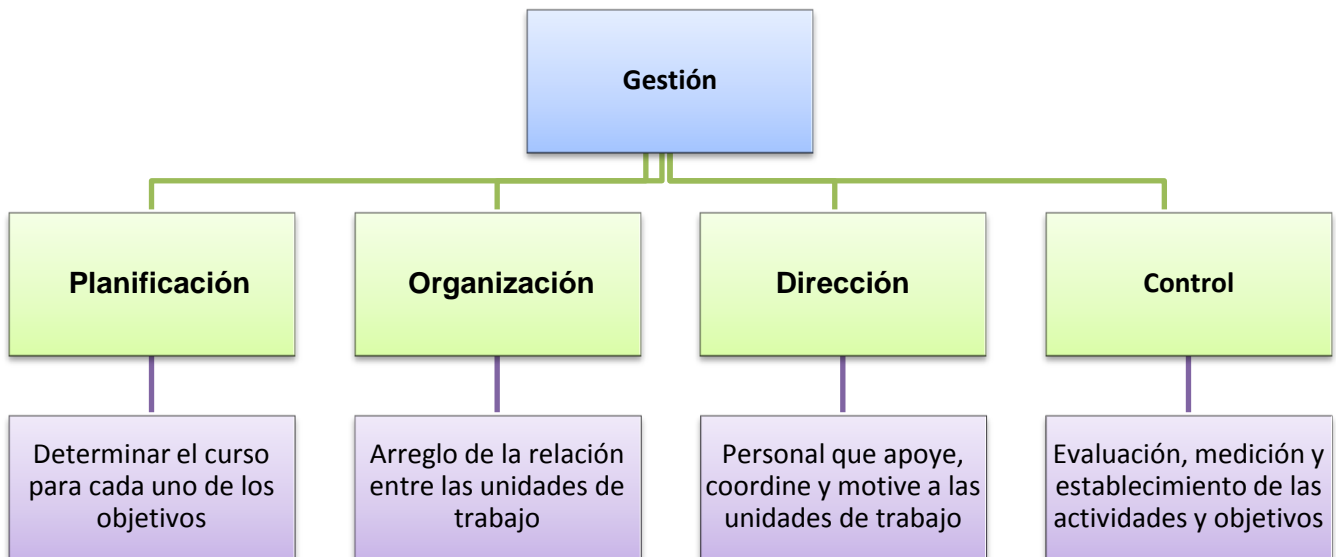 Gestión
Planificación
Organización
Dirección
Control
Determinar el curso
para cada uno de los
objetivos
Arreglo de la relación
entre las unidades de
trabajo
Personal que apoye,
coordine y motive a las
unidades de trabajo
Evaluación, medición y
establecimiento de las
actividades y objetivos